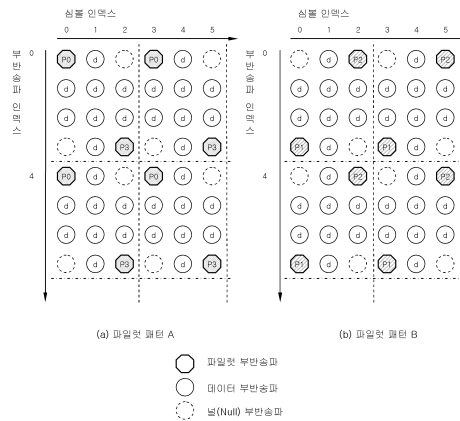 심볼 인덱스
0 1 2 3 4 5
부반송파 인덱스
0 P0 d P0 d
d d d d d d
d d d d d d
d P3 d P3
4 P0 d P0 d
d d d d d d
d d d d d d
d P3 d P3
(a) 파일럿 패턴 A
심볼 인덱스
0 1 2 3 4 5
부반송파 인덱스
0 d P2 d P2
d d d d d d
d d d d d d
P1 d P1 d
4 d P2 d P2
d d d d d d
d d d d d d
P1 d P1 d
(b) 파일럿 패턴 B
파일럿 부반송파
데이터 부반송파
널(Null) 부반송파